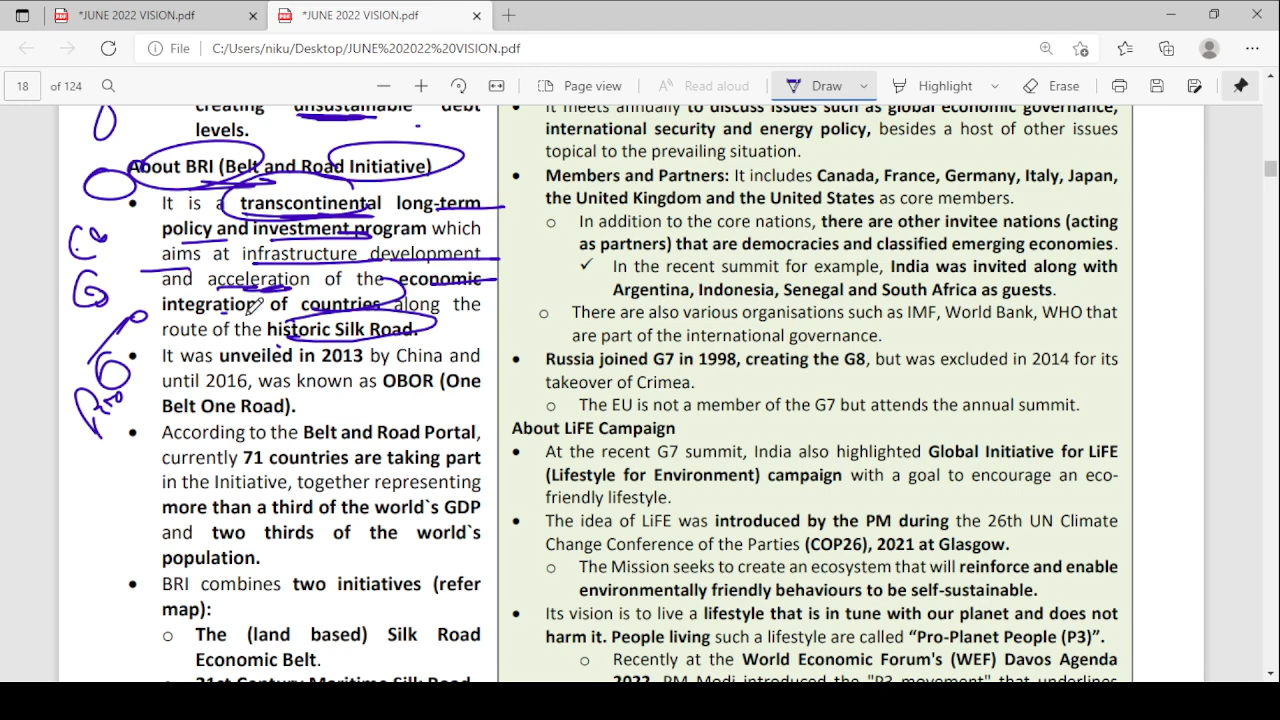 *JUNE 2022 VISION.pdf
*JUNE 2022 VISION.pdf
File
C:/Users/niku/Desktop/JUNE%202022%20VISION.pdf
18
of 124
Page view
Read aloud
Draw
Highlight
Erase
creating unsustainable debt
levels.
About BRI (Belt and Road Initiative)
• It is a transcontinental long-term
policy and investment program which
aims at infrastructure development
and acceleration of the economic
integration of countries along the
route of the historic Silk Road.
• It was unveiled in 2013 by China and
until 2016, was known as OBOR (One
Belt One Road).
• According to the Belt and Road Portal,
currently 71 countries are taking part
in the Initiative, together representing
more than a third of the world`s GDP
and two thirds of the world`s
population.
• BRI combines two initiatives (refer
map):
o The (land based) Silk Road
Economic Belt.
21st Century Maritime Silk Road
• It meets annually to discuss issues such as global economic governance,
international security and energy policy, besides a host of other issues
topical to the prevailing situation.
• Members and Partners: It includes Canada, France, Germany, Italy, Japan,
the United Kingdom and the United States as core members.
o In addition to the core nations, there are other invitee nations (acting
as partners) that are democracies and classified emerging economies.
✓ In the recent summit for example, India was invited along with
Argentina, Indonesia, Senegal and South Africa as guests.
o There are also various organisations such as IMF, World Bank, WHO that
are part of the international governance.
• Russia joined G7 in 1998, creating the G8, but was excluded in 2014 for its
takeover of Crimea.
o The EU is not a member of the G7 but attends the annual summit.
About LiFE Campaign
• At the recent G7 summit, India also highlighted Global Initiative for LiFE
(Lifestyle for Environment) campaign with a goal to encourage an eco-
friendly lifestyle.
• The idea of LiFE was introduced by the PM during the 26th UN Climate
Change Conference of the Parties (COP26), 2021 at Glasgow.
o The Mission seeks to create an ecosystem that will reinforce and enable
environmentally friendly behaviours to be self-sustainable.
• Its vision is to live a lifestyle that is in tune with our planet and does not
harm it. People living such a lifestyle are called “Pro-Planet People (P3)”.
o Recently at the World Economic Forum's (WEF) Davos Agenda
2022, PM Modi introduced the "P3 movement" that underlines